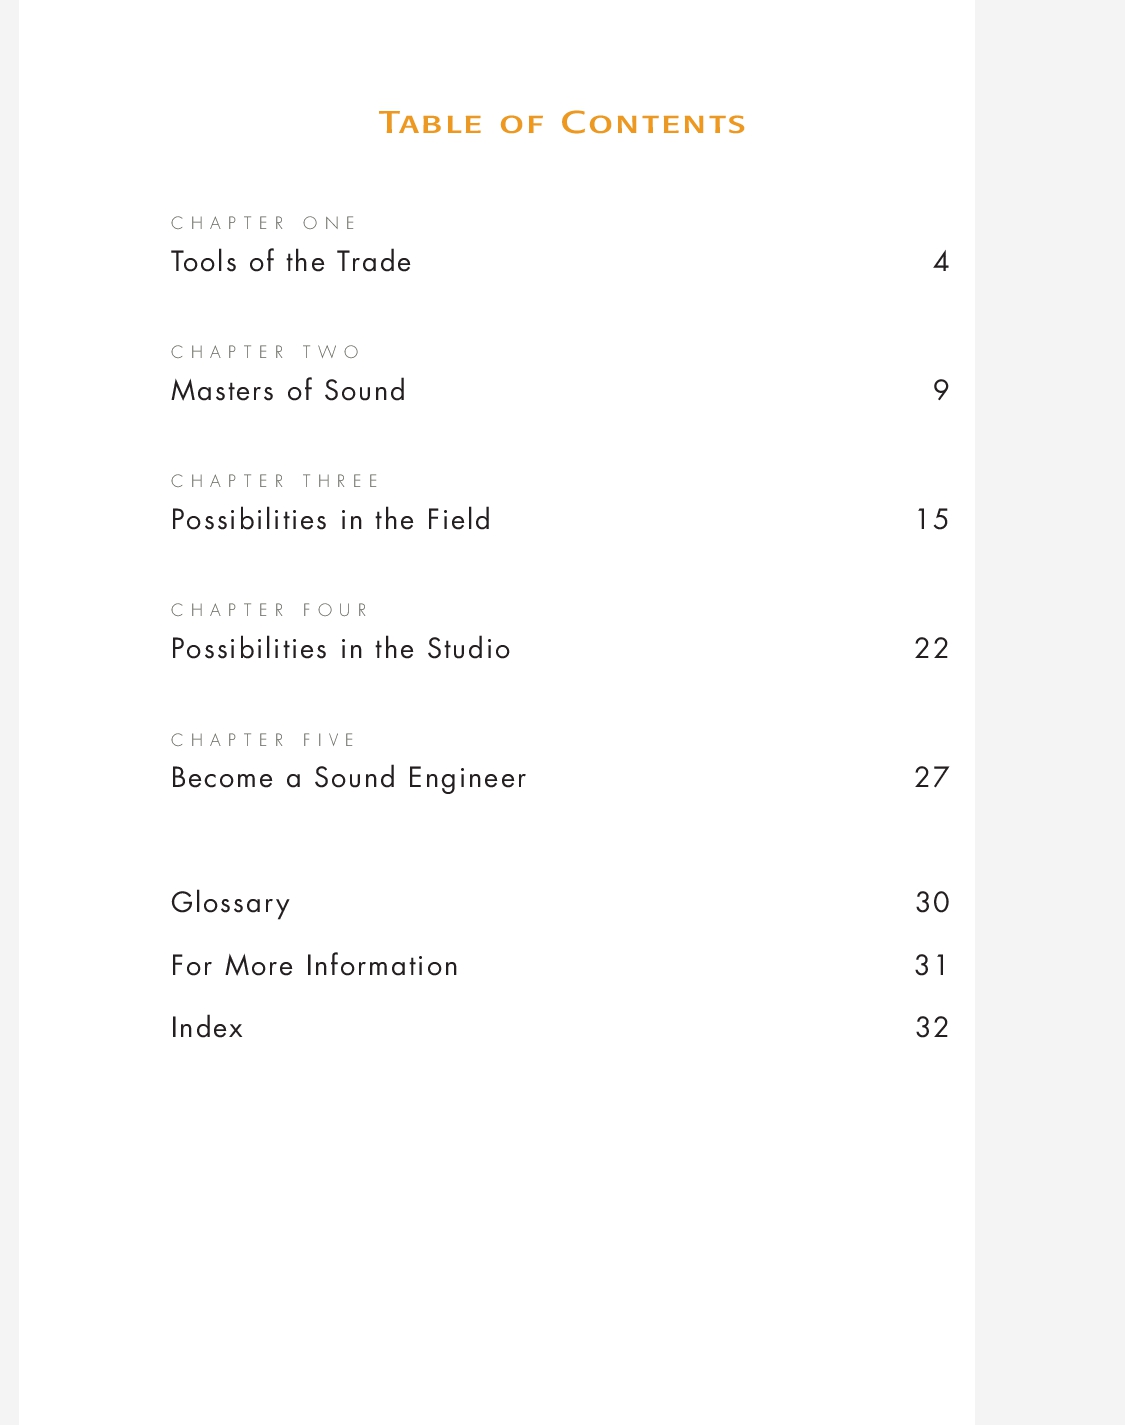 Table of Contents
CHAPTER ONE
Tools of the Trade 4
CHAPTER TWO
Masters of Sound 9
CHAPTER THREE
Possibilities in the Field 15
CHAPTER FOUR
Possibilities in the Studio 22
CHAPTER FIVE
Become a Sound Engineer 27
Glossary 30
For More Information 31
Index 32